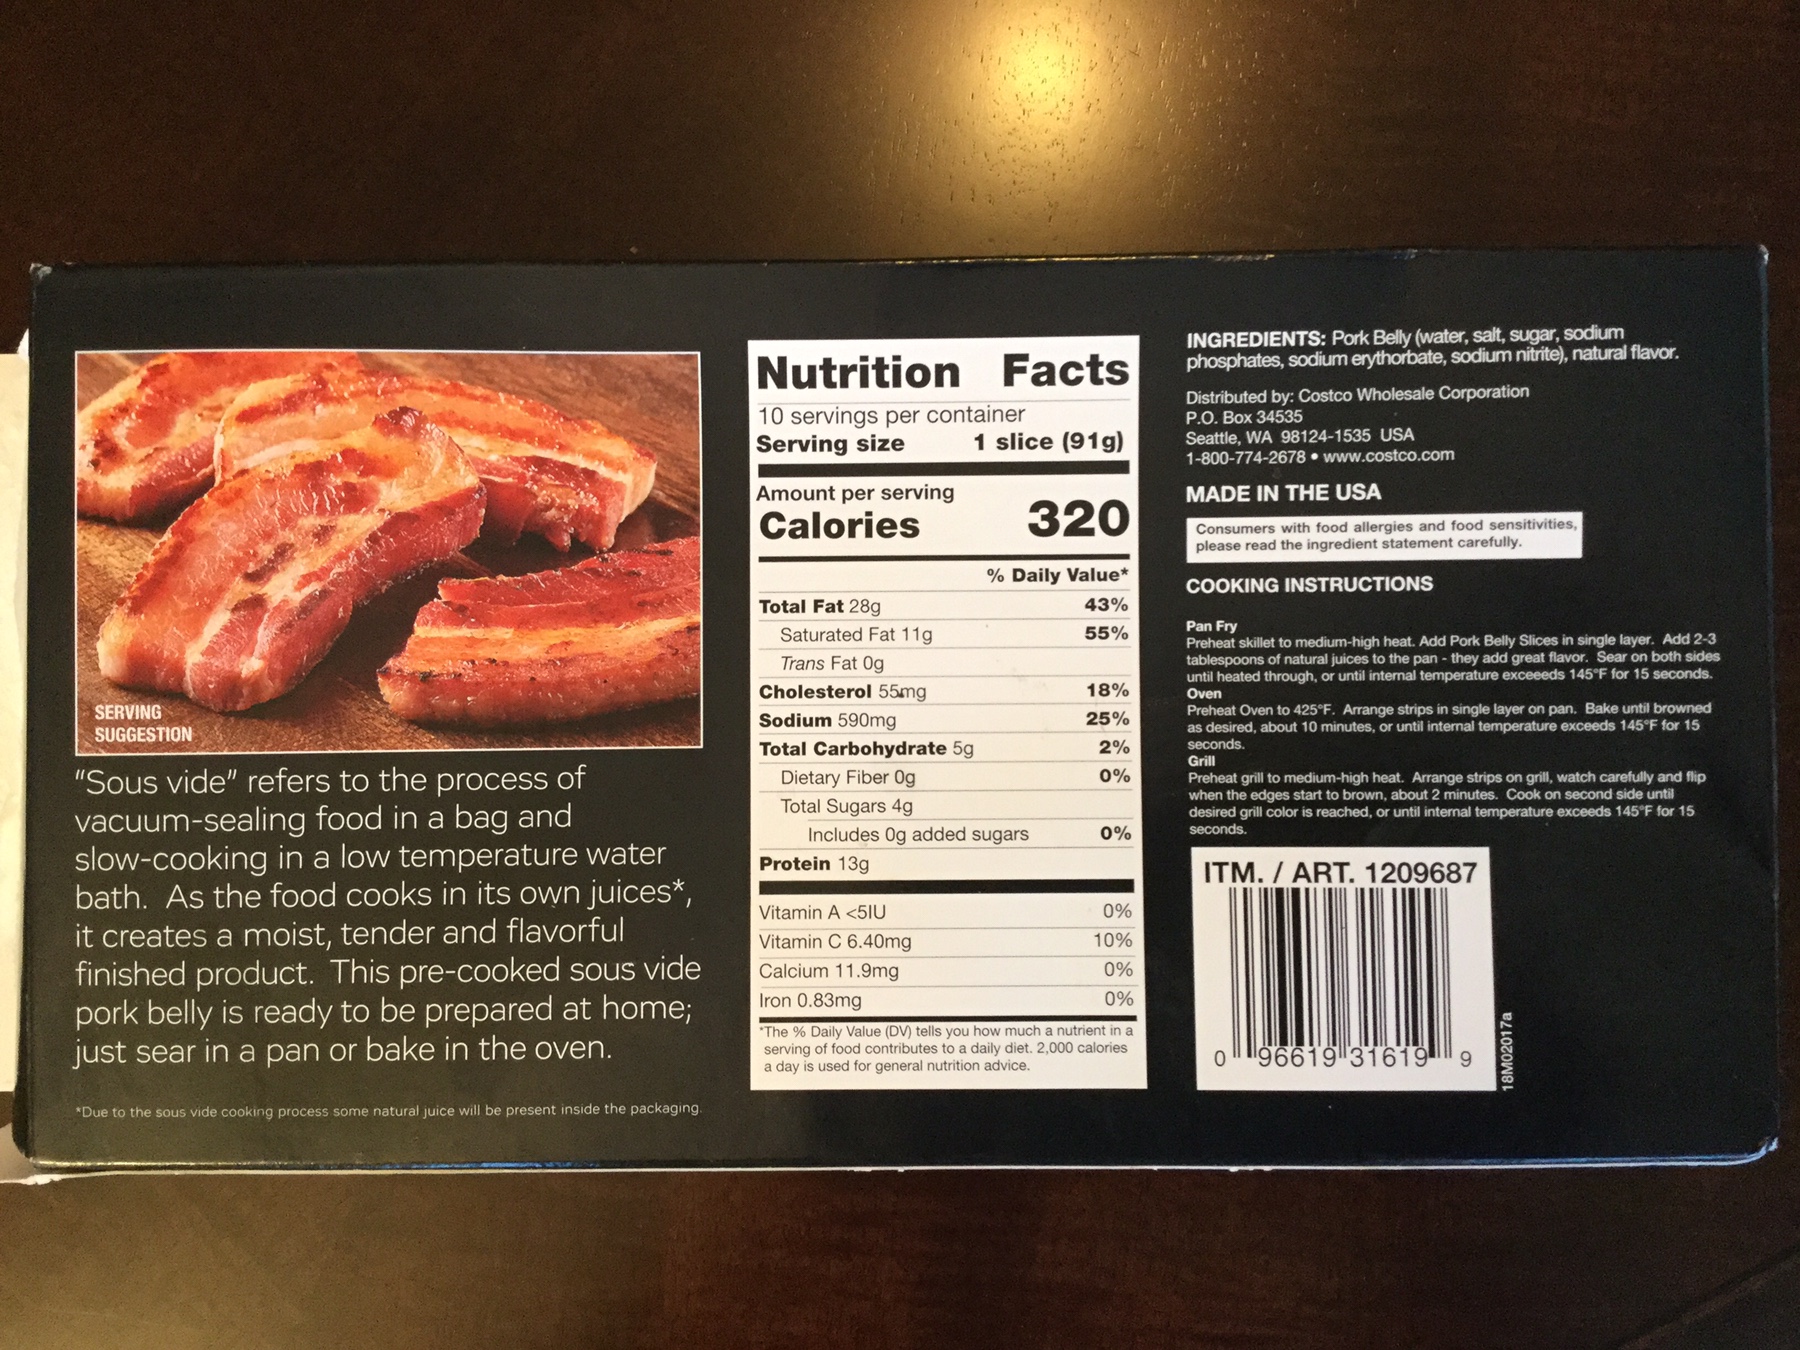 SERVING
SUGGESTION
"Sous vide" refers to the process of
vacuum-sealing food in a bag and
slow-cooking in a low temperature water
bath. As the food cooks in its own juices*,
it creates a moist, tender and flavorful
finished product. This pre-cooked sous vide
pork belly is ready to be prepared at home;
just sear in a pan or bake in the oven.
*Due to the sous vide cooking process some natural juice will be present inside the packaging.
Nutrition Facts
10 servings per container
Serving size 1 slice (91g)
Amount per serving
Calories 320
% Daily Value*
Total Fat 28g 43%
Saturated Fat 11g 55%
Trans Fat 0g
Cholesterol 55mg 18%
Sodium 590mg 25%
Total Carbohydrate 5g 2%
Dietary Fiber 0g 0%
Total Sugars 4g
Includes 0g added sugars 0%
Protein 13g
Vitamin A <5IU 0%
Vitamin C 6.40mg 10%
Calcium 11.9mg 0%
Iron 0.83mg 0%
*The % Daily Value (DV) tells you how much a nutrient in a
serving of food contributes to a daily diet. 2,000 calories
a day is used for general nutrition advice.
INGREDIENTS: Pork Belly (water, salt, sugar, sodium
phosphates, sodium erythorbate, sodium nitrite), natural flavor.
Distributed by: Costco Wholesale Corporation
P.O. Box 34535
Seattle, WA 98124-1535 USA
1-800-774-2678 • www.costco.com
MADE IN THE USA
Consumers with food allergies and food sensitivities,
please read the ingredient statement carefully.
COOKING INSTRUCTIONS
Pan Fry
Preheat skillet to medium-high heat. Add Pork Belly Slices in single layer. Add 2-3
tablespoons of natural juices to the pan - they add great flavor. Sear on both sides
until heated through, or until internal temperature exceeeds 145°F for 15 seconds.
Oven
Preheat Oven to 425°F. Arrange strips in single layer on pan. Bake until browned
as desired, about 10 minutes, or until internal temperature exceeds 145°F for 15
seconds.
Grill
Preheat grill to medium-high heat. Arrange strips on grill, watch carefully and flip
when the edges start to brown, about 2 minutes. Cook on second side until
desired grill color is reached, or until internal temperature exceeds 145°F for 15
seconds.
ITM. / ART. 1209687
0 96619 31619 9
18M02017a